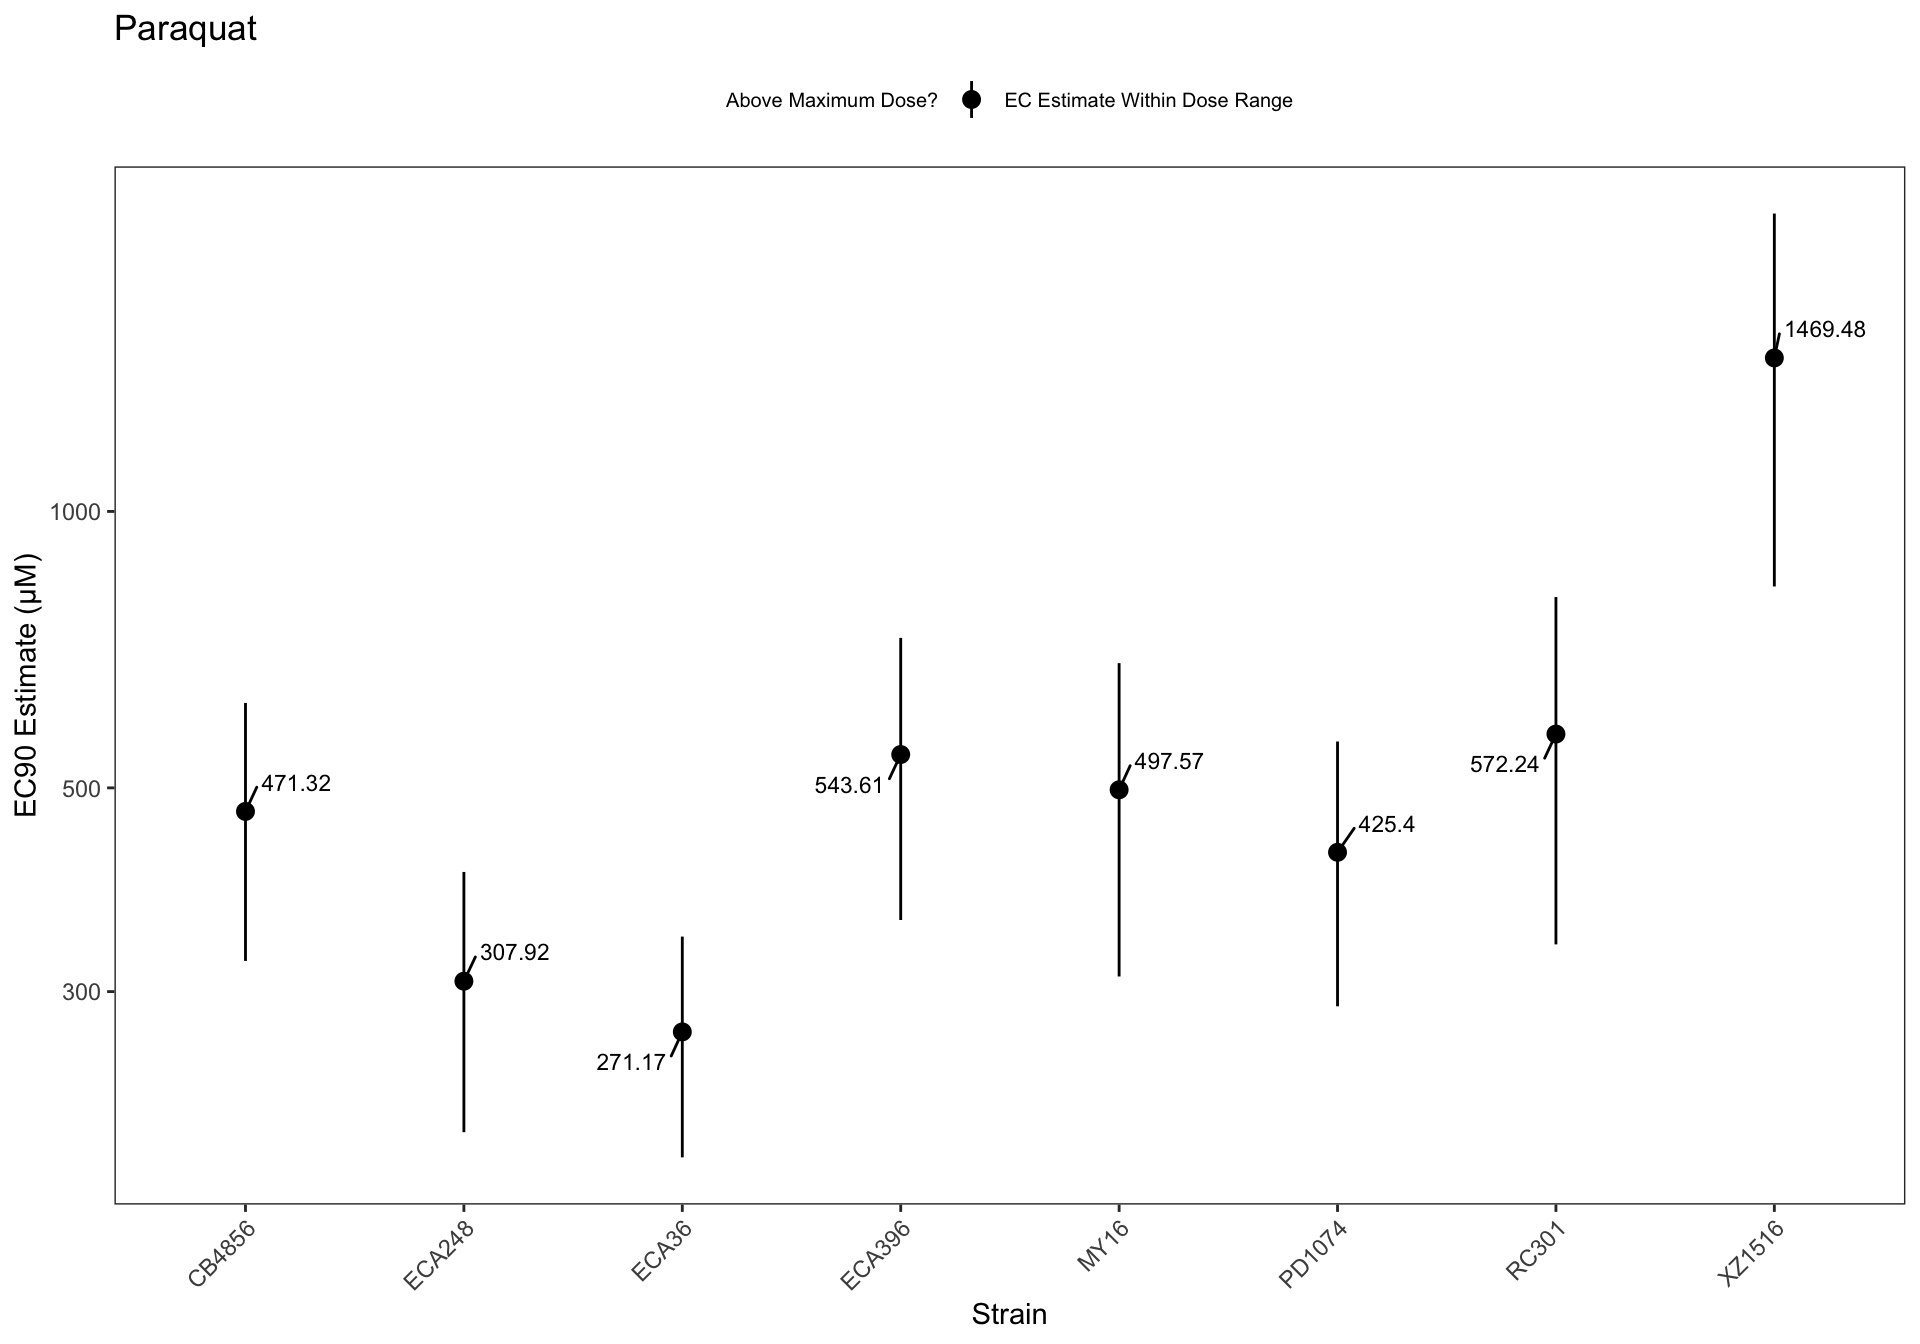 Paraquat
Above Maximum Dose? EC Estimate Within Dose Range
EC90 Estimate (µM)
1000
500
300
1469.48
471.32
543.61
497.57
572.24
425.4
307.92
271.17
CB4856
ECA248
ECA36
ECA396
MY16
PD1074
RC301
XZ1516
Strain